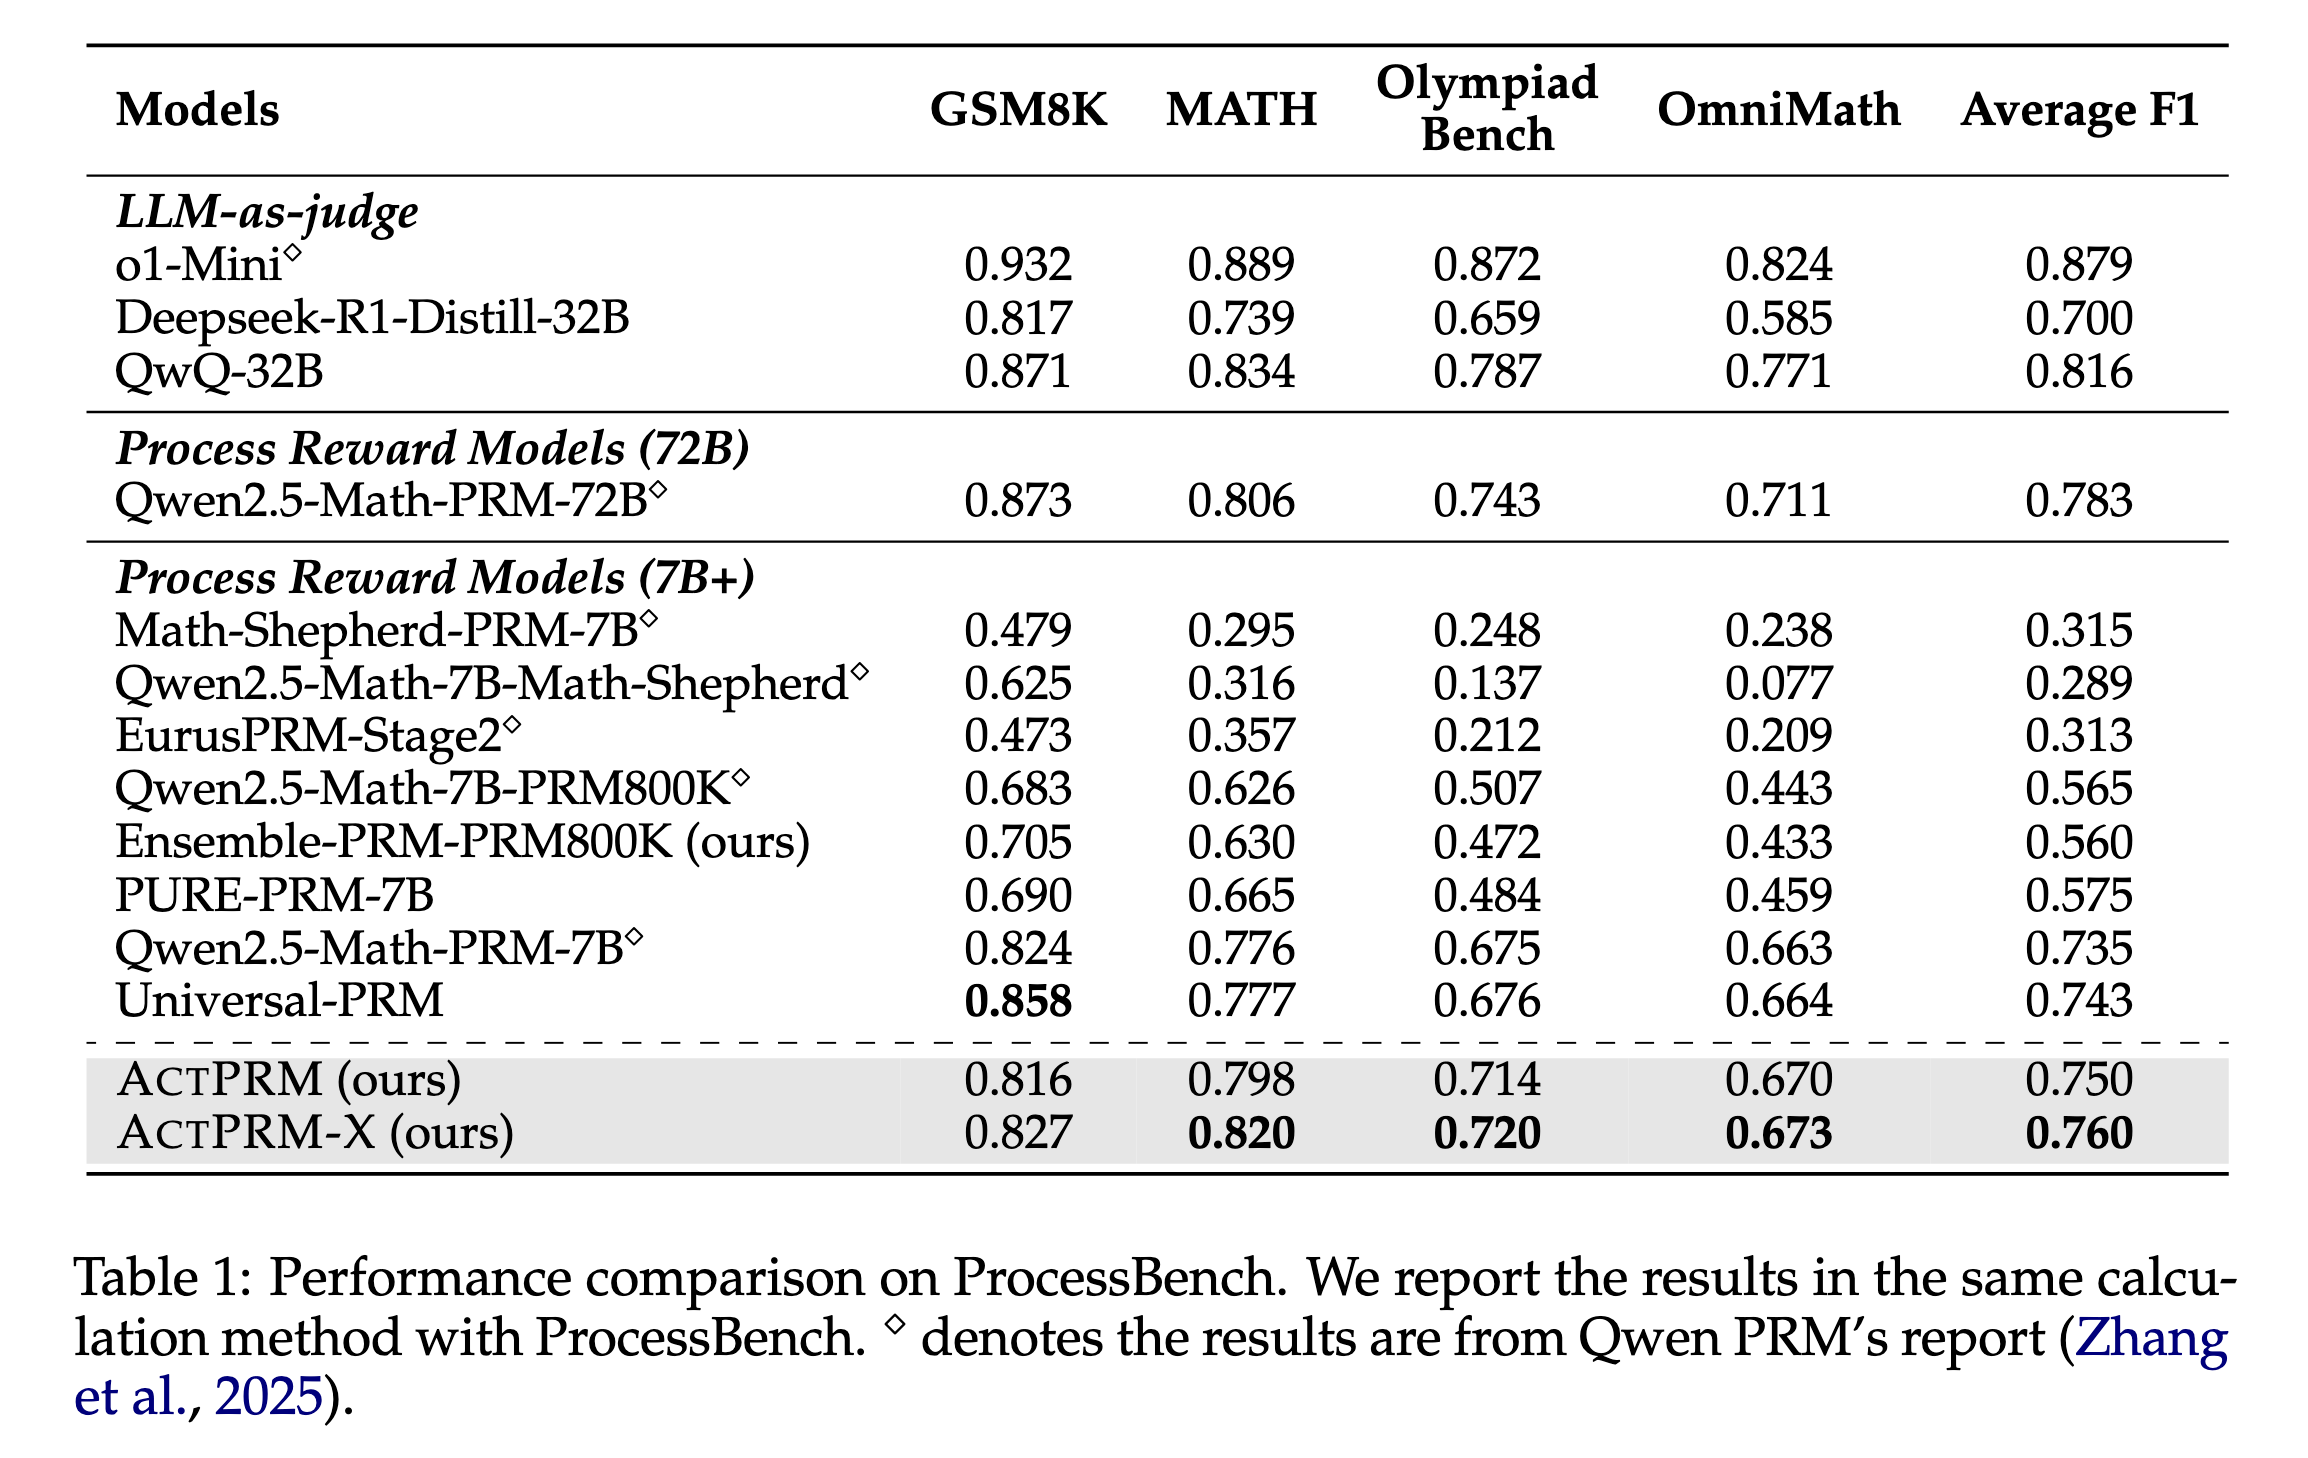 Models GSM8K MATH Olympiad Bench OmniMath Average F1
LLM-as-judge
o1-Mini◇ 0.932 0.889 0.872 0.824 0.879
Deepseek-R1-Distill-32B 0.817 0.739 0.659 0.585 0.700
QwQ-32B 0.871 0.834 0.787 0.771 0.816
Process Reward Models (72B)
Qwen2.5-Math-PRM-72B◇ 0.873 0.806 0.743 0.711 0.783
Process Reward Models (7B+)
Math-Shepherd-PRM-7B◇ 0.479 0.295 0.248 0.238 0.315
Qwen2.5-Math-7B-Math-Shepherd◇ 0.625 0.316 0.137 0.077 0.289
EurusPRM-Stage2◇ 0.473 0.357 0.212 0.209 0.313
Qwen2.5-Math-7B-PRM800K◇ 0.683 0.626 0.507 0.443 0.565
Ensemble-PRM-PRM800K (ours) 0.705 0.630 0.472 0.433 0.560
PURE-PRM-7B 0.690 0.665 0.484 0.459 0.575
Qwen2.5-Math-PRM-7B◇ 0.824 0.776 0.675 0.663 0.735
Universal-PRM 0.858 0.777 0.676 0.664 0.743
ACTPRM (ours) 0.816 0.798 0.714 0.670 0.750
ACTPRM-X (ours) 0.827 0.820 0.720 0.673 0.760
Table 1: Performance comparison on ProcessBench. We report the results in the same calcu-
lation method with ProcessBench. ◇ denotes the results are from Qwen PRM's report (Zhang
et al., 2025).